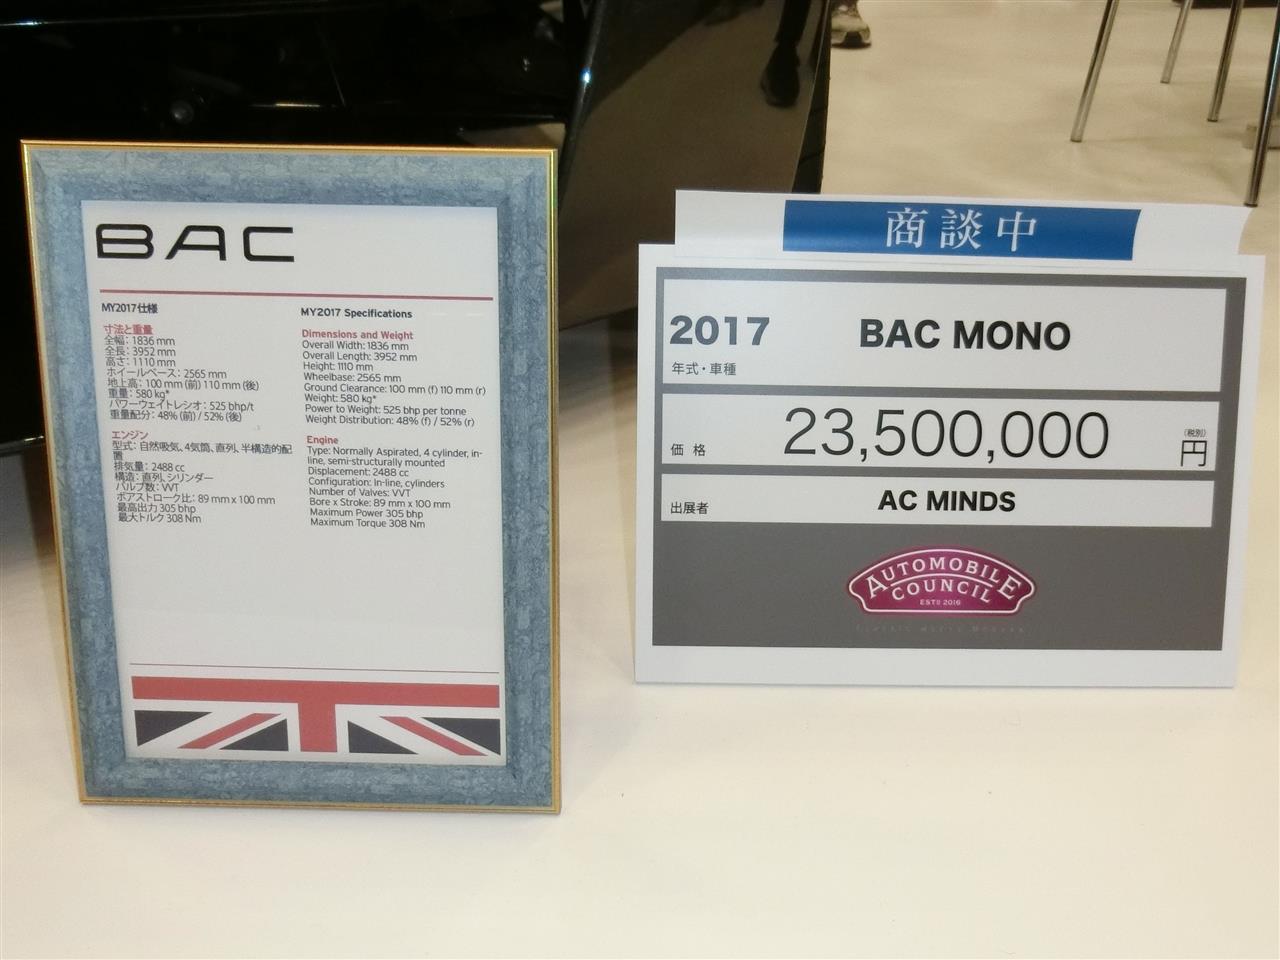 BAC
MY2017仕様
寸法と重量
全幅：1836 mm
全長：3952 mm
高さ：1110 mm
ホイールベース：2565 mm
地上高：100 mm (前) 110 mm (後)
重量：580 kg*
パワーウェイトレシオ：525 bhp/t
重量配分：48% (前) / 52% (後)
エンジン
型式：自然吸気、4気筒、直列、半構造的配
置
排気量：2488 cc
構造：直列、シリンダー
バルブ数：VVT
ボアストローク比：89 mm x 100 mm
最高出力 305 bhp
最大トルク 308 Nm
MY2017 Specifications
Dimensions and Weight
Overall Width: 1836 mm
Overall Length: 3952 mm
Height: 1110 mm
Wheelbase: 2565 mm
Ground Clearance: 100 mm (f) 110 mm (r)
Weight: 580 kg*
Power to Weight: 525 bhp per tonne
Weight Distribution: 48% (f) / 52% (r)
Engine
Type: Normally Aspirated, 4 cylinder, in-
line, semi-structurally mounted
Displacement: 2488 cc
Configuration: In-line, cylinders
Number of Valves: VVT
Bore x Stroke: 89 mm x 100 mm
Maximum Power 305 bhp
Maximum Torque 308 Nm
商談中
2017 BAC MONO
年式・車種
価格 23,500,000 (税別) 円
出展者 AC MINDS
AUTOMOBILE
COUNCIL
ESTD 2016
CLASSIC MEETS MODERN